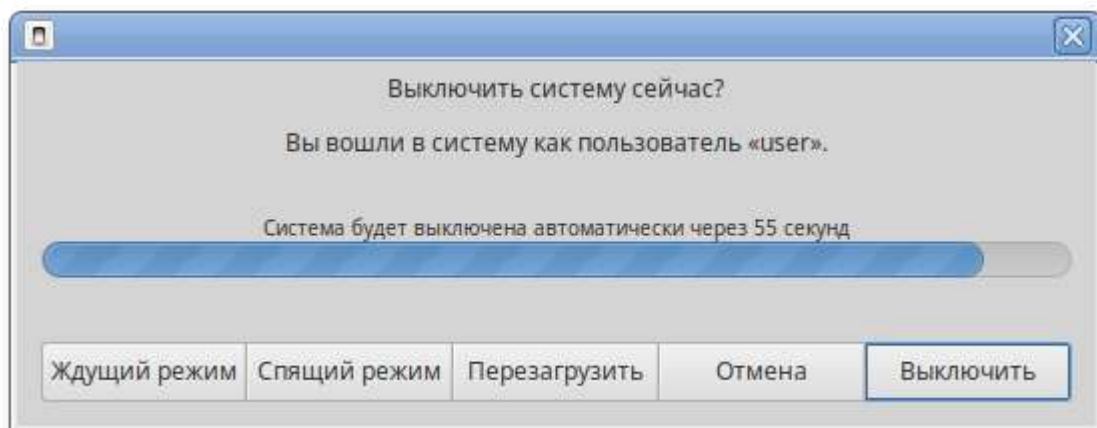 Выключить систему сейчас?
Вы вошли в систему как пользователь «user».
Система будет выключена автоматически через 55 секунд
Ждущий режим Спящий режим Перезагрузить Отмена Выключить